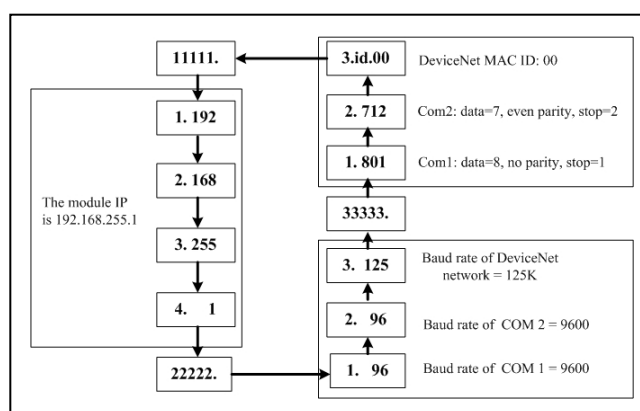 11111.
1. 192
2. 168
3. 255
4. 1
The module IP
is 192.168.255.1
22222.
1. 96
Baud rate of COM 1 = 9600
2. 96
Baud rate of COM 2 = 9600
3. 125
Baud rate of DeviceNet
network = 125K
33333.
1. 801
Com1: data=8, no parity, stop=1
2. 712
Com2: data=7, even parity, stop=2
3.id.00
DeviceNet MAC ID: 00